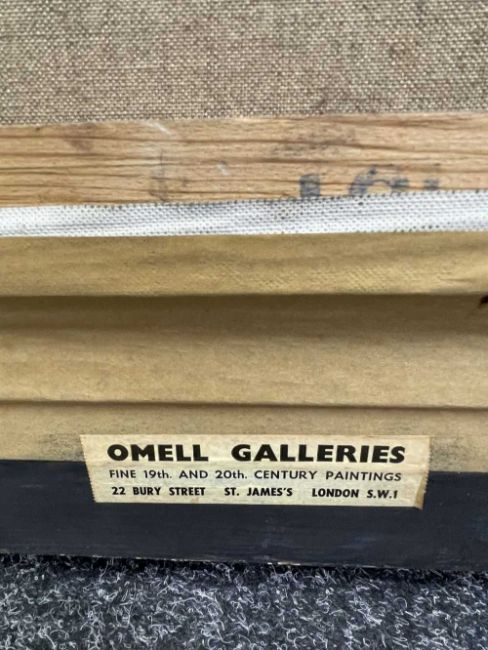 OMELL GALLERIES
FINE 19th. AND 20th. CENTURY PAINTINGS
22 BURY STREET ST. JAMES'S LONDON S.W.1